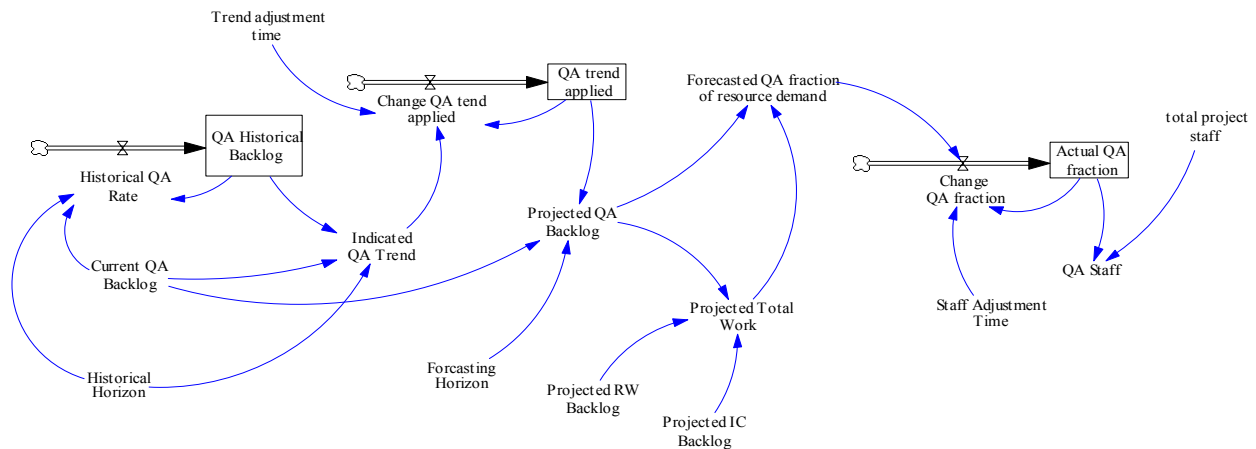 Trend adjustment
time
QA trend
applied
Change QA tend
applied
Forecasted QA fraction
of resource demand
total project
staff
QA Historical
Backlog
Actual QA
fraction
Historical QA
Rate
Change
QA fraction
Projected QA
Backlog
Indicated
QA Trend
Current QA
Backlog
QA Staff
Projected Total
Work
Staff Adjustment
Time
Forcasting
Horizon
Historical
Horizon
Projected RW
Backlog
Projected IC
Backlog